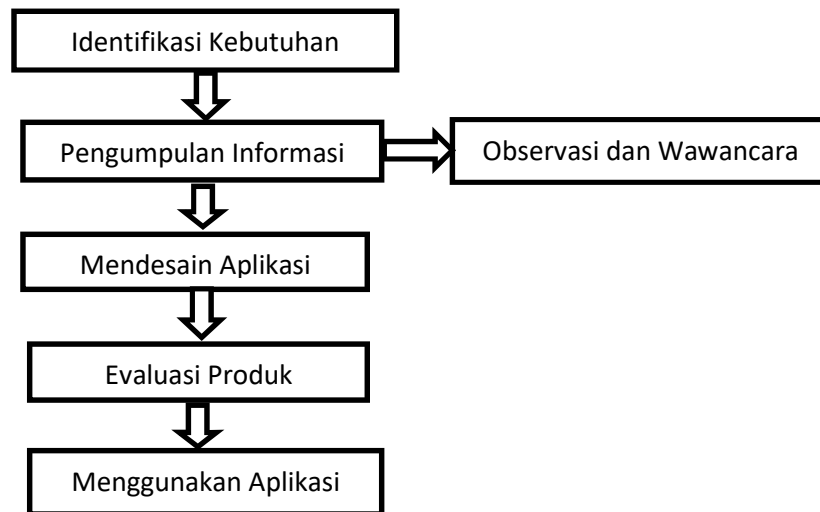 Identifikasi Kebutuhan
Pengumpulan Informasi
Observasi dan Wawancara
Mendesain Aplikasi
Evaluasi Produk
Menggunakan Aplikasi